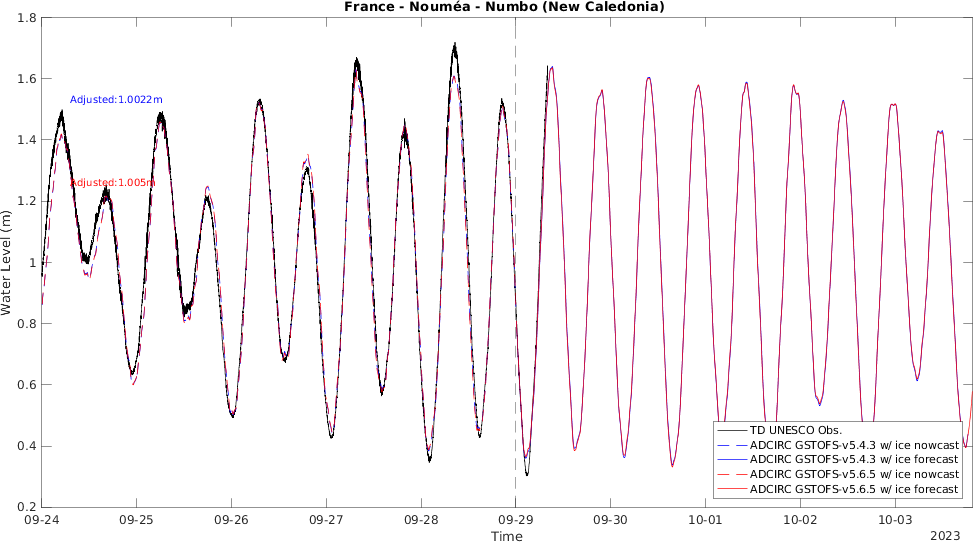 France - Nouméa - Numbo (New Caledonia)
1.8
1.6
1.4
1.2
1
0.8
0.6
0.4
0.2
Water Level (m)
Adjusted:1.0022m
Adjusted:1.005m
TD UNESCO Obs.
ADCIRC GSTOFS-v5.4.3 w/ ice nowcast
ADCIRC GSTOFS-v5.4.3 w/ ice forecast
ADCIRC GSTOFS-v5.6.5 w/ ice nowcast
ADCIRC GSTOFS-v5.6.5 w/ ice forecast
09-24 09-25 09-26 09-27 09-28 09-29 09-30 10-01 10-02 10-03
Time
2023